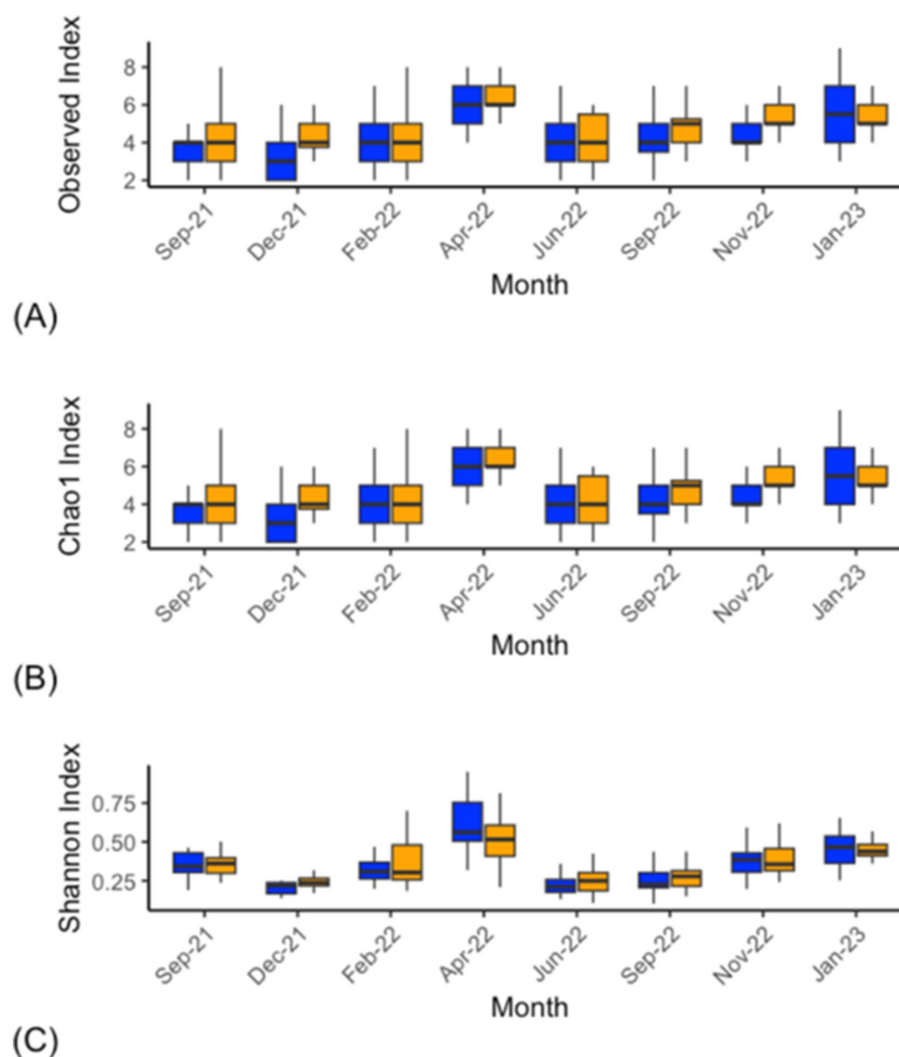 Observed Index
8
6
4
2
Sep-21 Dec-21 Feb-22 Apr-22 Jun-22 Sep-22 Nov-22 Jan-23
Month
(A)
Chao1 Index
8
6
4
2
Sep-21 Dec-21 Feb-22 Apr-22 Jun-22 Sep-22 Nov-22 Jan-23
Month
(B)
Shannon Index
0.75
0.50
0.25
Sep-21 Dec-21 Feb-22 Apr-22 Jun-22 Sep-22 Nov-22 Jan-23
Month
(C)